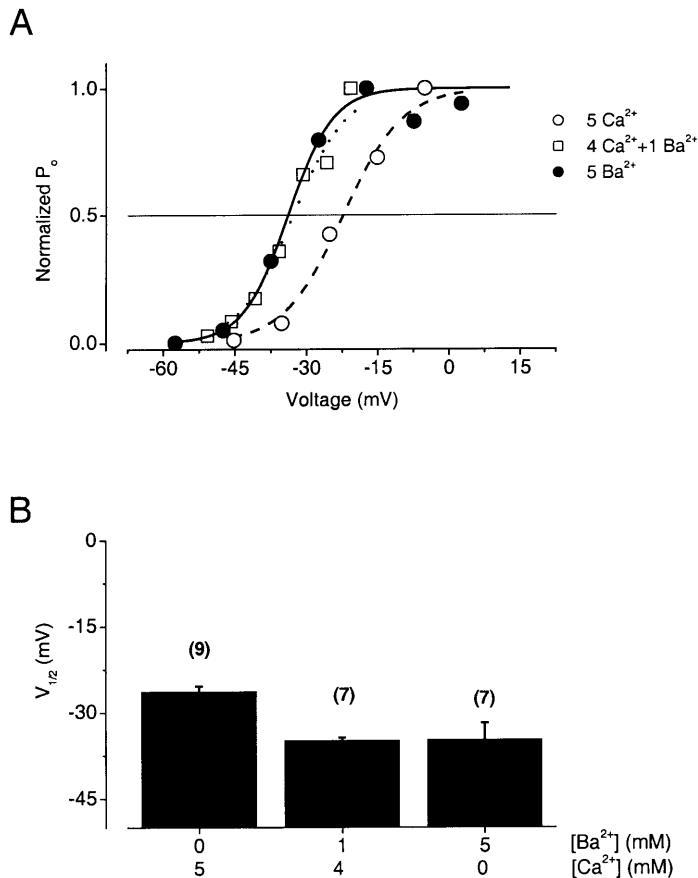 A
1.0
0.5
0.0
Normalized Po
-60 -45 -30 -15 0 15
Voltage (mV)
5 Ca2+
4 Ca2++1 Ba2+
5 Ba2+
B
0
-15
-30
-45
V1/2 (mV)
(9) (7) (7)
0 1 5 [Ba2+] (mM)
5 4 0 [Ca2+] (mM)